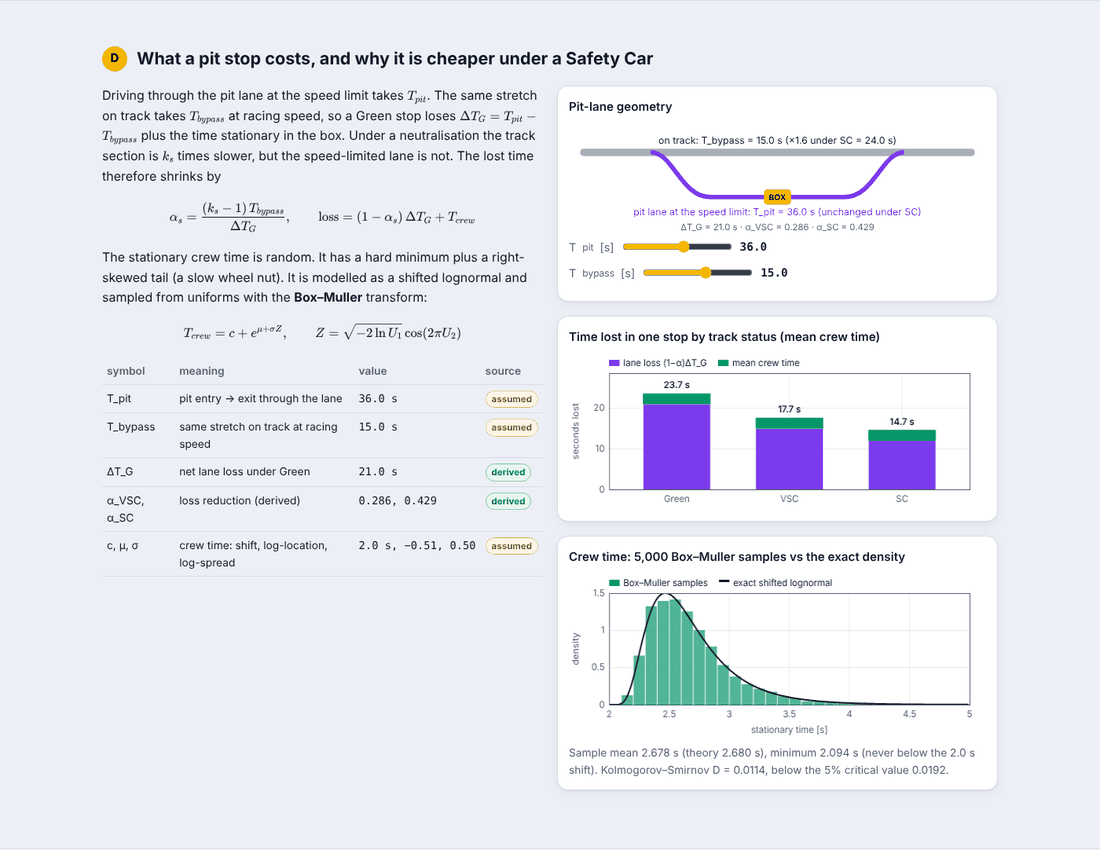 D What a pit stop costs, and why it is cheaper under a Safety Car
Driving through the pit lane at the speed limit takes T_pit. The same stretch
on track takes T_bypass at racing speed, so a Green stop loses ΔT_G = T_pit −
T_bypass plus the time stationary in the box. Under a neutralisation the track
section is k_s times slower, but the speed-limited lane is not. The lost time
therefore shrinks by
α_s = (k_s − 1) T_bypass / ΔT_G, loss = (1 − α_s) ΔT_G + T_crew
The stationary crew time is random. It has a hard minimum plus a right-
skewed tail (a slow wheel nut). It is modelled as a shifted lognormal and
sampled from uniforms with the Box–Muller transform:
T_crew = c + e^{μ+σZ}, Z = √(−2 ln U_1) cos(2πU_2)
symbol meaning value source
T_pit pit entry → exit through the lane 36.0 s assumed
T_bypass same stretch on track at racing speed 15.0 s assumed
ΔT_G net lane loss under Green 21.0 s derived
α_VSC, α_SC loss reduction (derived) 0.286, 0.429 derived
c, μ, σ crew time: shift, log-location, log-spread 2.0 s, −0.51, 0.50 assumed
Pit-lane geometry
on track: T_bypass = 15.0 s (×1.6 under SC = 24.0 s)
BOX
pit lane at the speed limit: T_pit = 36.0 s (unchanged under SC)
ΔT_G = 21.0 s · α_VSC = 0.286 · α_SC = 0.429
T pit [s] 36.0
T bypass [s] 15.0
Time lost in one stop by track status (mean crew time)
lane loss (1−α)ΔT_G mean crew time
23.7 s
17.7 s
14.7 s
seconds lost
20
10
0
Green VSC SC
Crew time: 5,000 Box–Muller samples vs the exact density
Box–Muller samples exact shifted lognormal
density
1.5
1
0.5
0
2 2.5 3 3.5 4 4.5 5
stationary time [s]
Sample mean 2.678 s (theory 2.680 s), minimum 2.094 s (never below the 2.0 s
shift). Kolmogorov–Smirnov D = 0.0114, below the 5% critical value 0.0192.